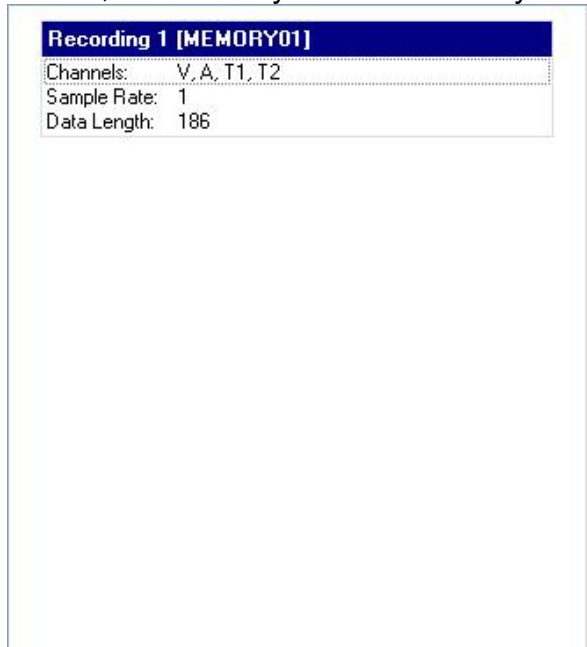 Recording 1 [MEMORY01]
Channels: V, A, T1, T2
Sample Rate: 1
Data Length: 186